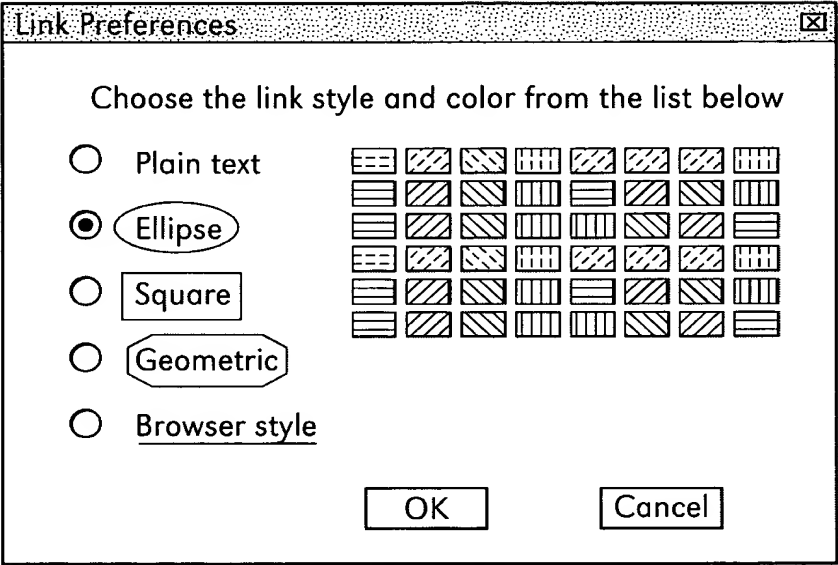 Link Preferences
Choose the link style and color from the list below
Plain text
Ellipse
Square
Geometric
Browser style
OK
Cancel